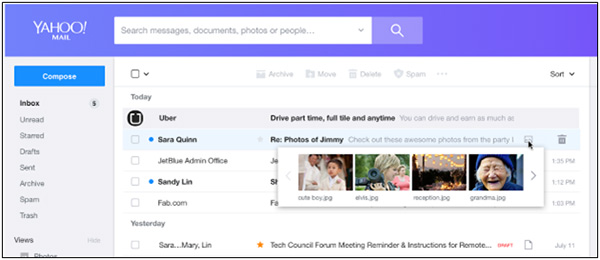 YAHOO!
MAIL
Search messages, documents, photos or people…
Compose
Inbox 5
Unread
Starred
Drafts
Sent
Archive
Spam
Trash
Views Hide
Photos
Archive Move Delete Spam Sort
Today
Uber Drive part time, full tile and anytime You can drive and earn as much as
Sara Quinn Re: Photos of Jimmy Check out these awesome photos from the party I
JetBlue Admin Office 1:35 PM
Sandy Lin 1:12 PM
Fab.com 1:03 PM
cute boy.jpg elvis.jpg reception.jpg grandma.jpg
Yesterday
Sara…Mary, Lin Tech Council Forum Meeting Reminder & Instructions for Remote... DRAFT July 11